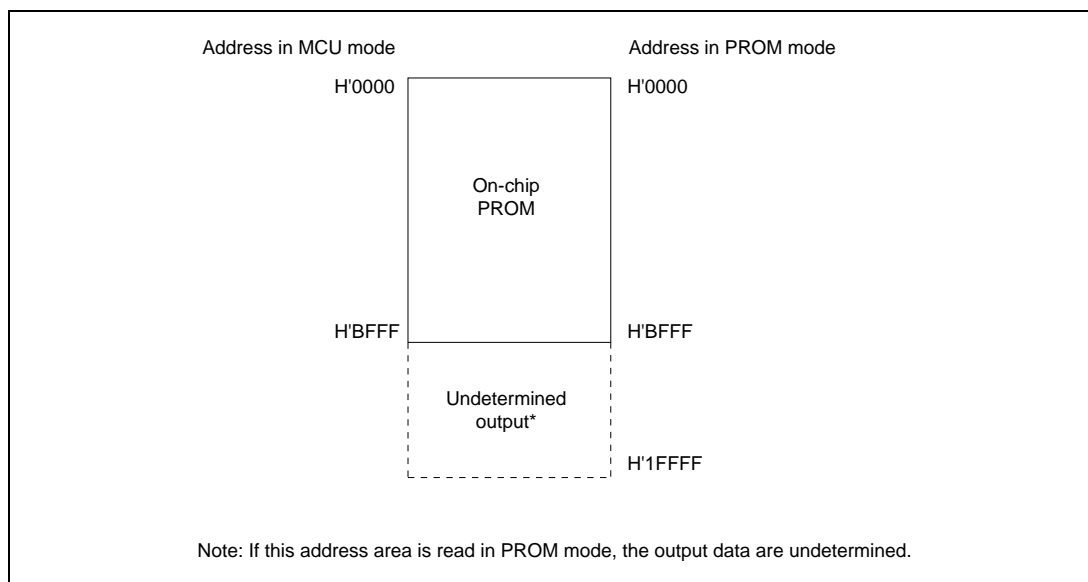 Address in MCU mode
Address in PROM mode
H'0000
H'0000
On-chip
PROM
H'BFFF
H'BFFF
Undetermined
output*
H'1FFFF
Note: If this address area is read in PROM mode, the output data are undetermined.